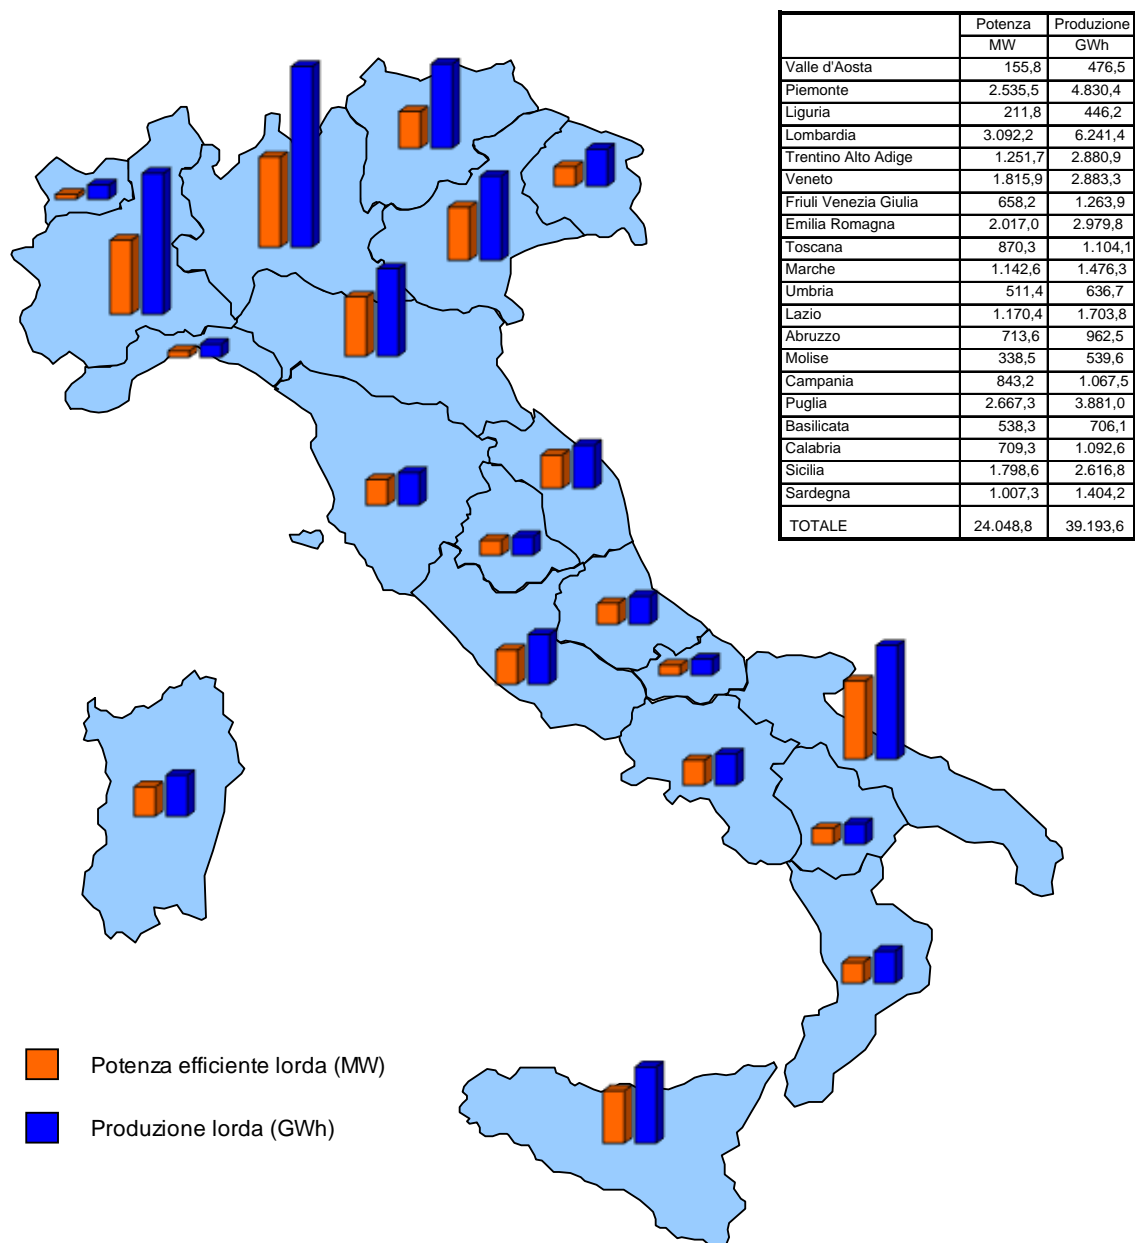 Potenza Produzione
MW GWh
Valle d'Aosta 155,8 476,5
Piemonte 2.535,5 4.830,4
Liguria 211,8 446,2
Lombardia 3.092,2 6.241,4
Trentino Alto Adige 1.251,7 2.880,9
Veneto 1.815,9 2.883,3
Friuli Venezia Giulia 658,2 1.263,9
Emilia Romagna 2.017,0 2.979,8
Toscana 870,3 1.104,1
Marche 1.142,6 1.476,3
Umbria 511,4 636,7
Lazio 1.170,4 1.703,8
Abruzzo 713,6 962,5
Molise 338,5 539,6
Campania 843,2 1.067,5
Puglia 2.667,3 3.881,0
Basilicata 538,3 706,1
Calabria 709,3 1.092,6
Sicilia 1.798,6 2.616,8
Sardegna 1.007,3 1.404,2
TOTALE 24.048,8 39.193,6
Potenza efficiente lorda (MW)
Produzione lorda (GWh)